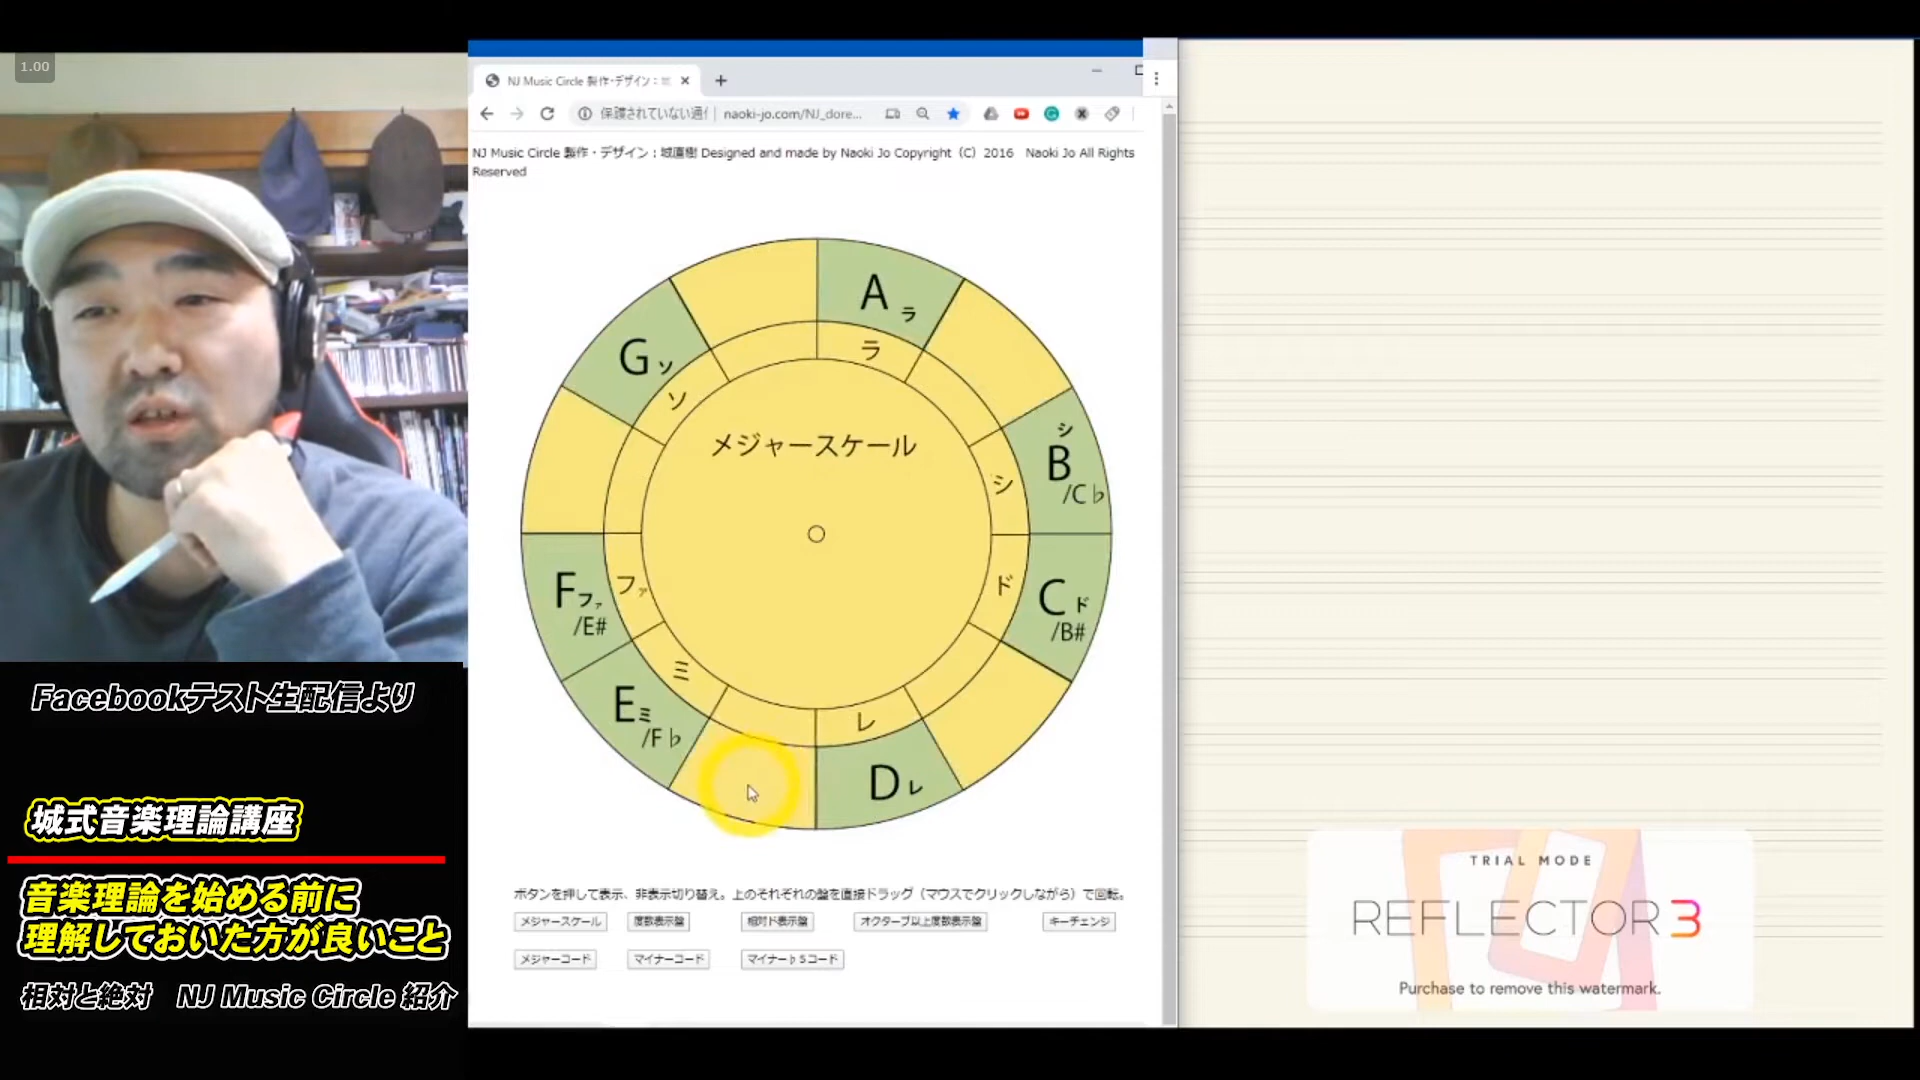 1.00
NJ Music Circle 製作・デザイン：城
保護されていない通信 naoki-jo.com/NJ_dore...
NJ Music Circle 製作・デザイン：城直樹 Designed and made by Naoki Jo Copyright（C）2016　Naoki Jo All Rights
Reserved
A ラ
ラ
G ソ
ソ
メジャースケール
シ
B
/C♭
シ
F ファ
/E#
ファ
ド
C ド
/B#
ミ
E ミ
/F♭
レ
D レ
ボタンを押して表示、非表示切り替え。上のそれぞれの盤を直接ドラッグ（マウスでクリックしながら）で回転。
メジャースケール 度数表示盤 相対ド表示盤 オクターブ以上度数表示盤 キーチェンジ
メジャーコード マイナーコード マイナー♭5コード
Facebookテスト生配信より
城式音楽理論講座
音楽理論を始める前に
理解しておいた方が良いこと
相対と絶対　NJ Music Circle 紹介
TRIAL MODE
REFLECTOR 3
Purchase to remove this watermark.